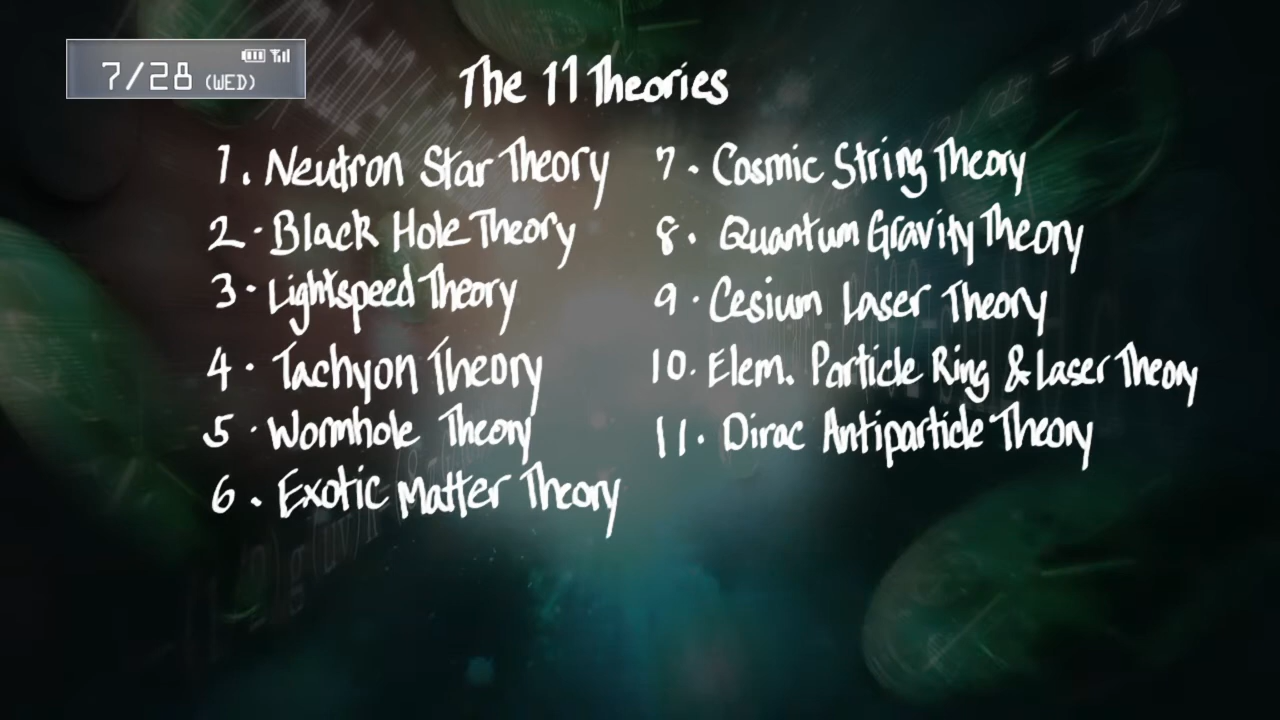 7/28 (WED)
The 11 Theories
1. Neutron Star Theory
2. Black Hole Theory
3. Lightspeed Theory
4. Tachyon Theory
5. Wormhole Theory
6. Exotic Matter Theory
7. Cosmic String Theory
8. Quantum Gravity Theory
9. Cesium Laser Theory
10. Elem. Particle Ring & Laser Theory
11. Dirac Antiparticle Theory